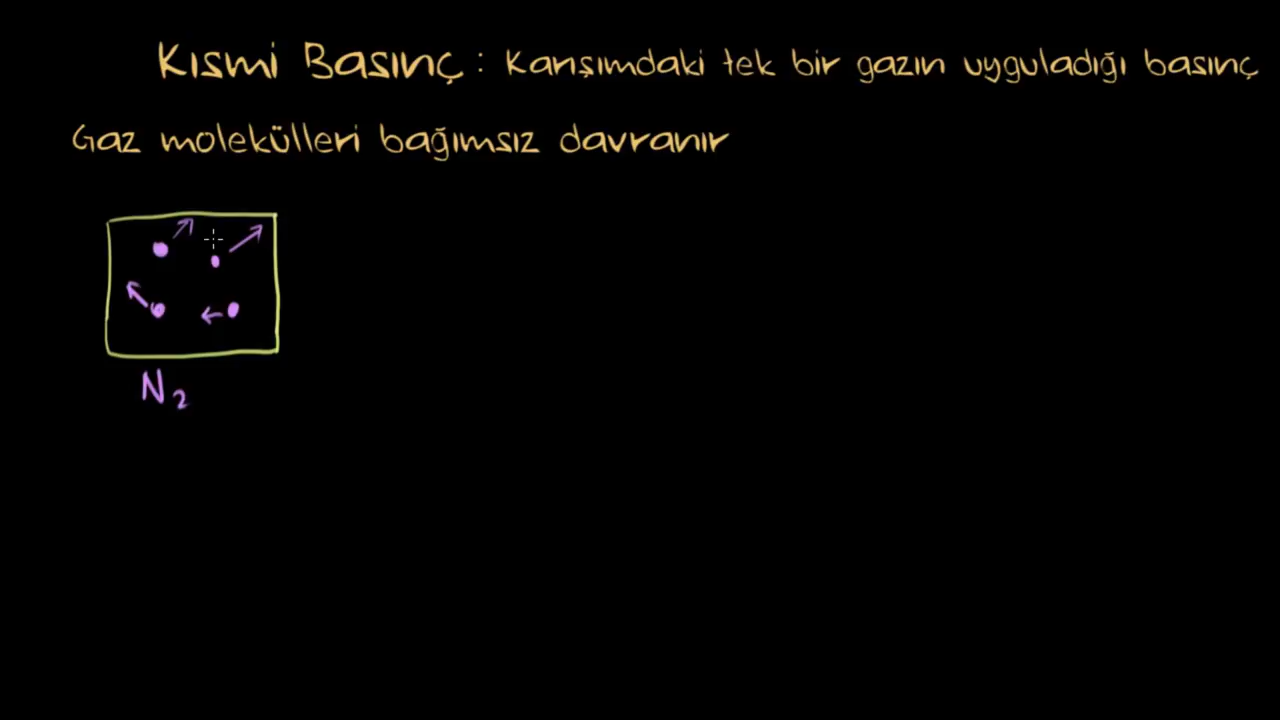 Kısmi Basınç : Karışımdaki tek bir gazın uyguladığı basınç
Gaz molekülleri bağımsız davranır
N₂